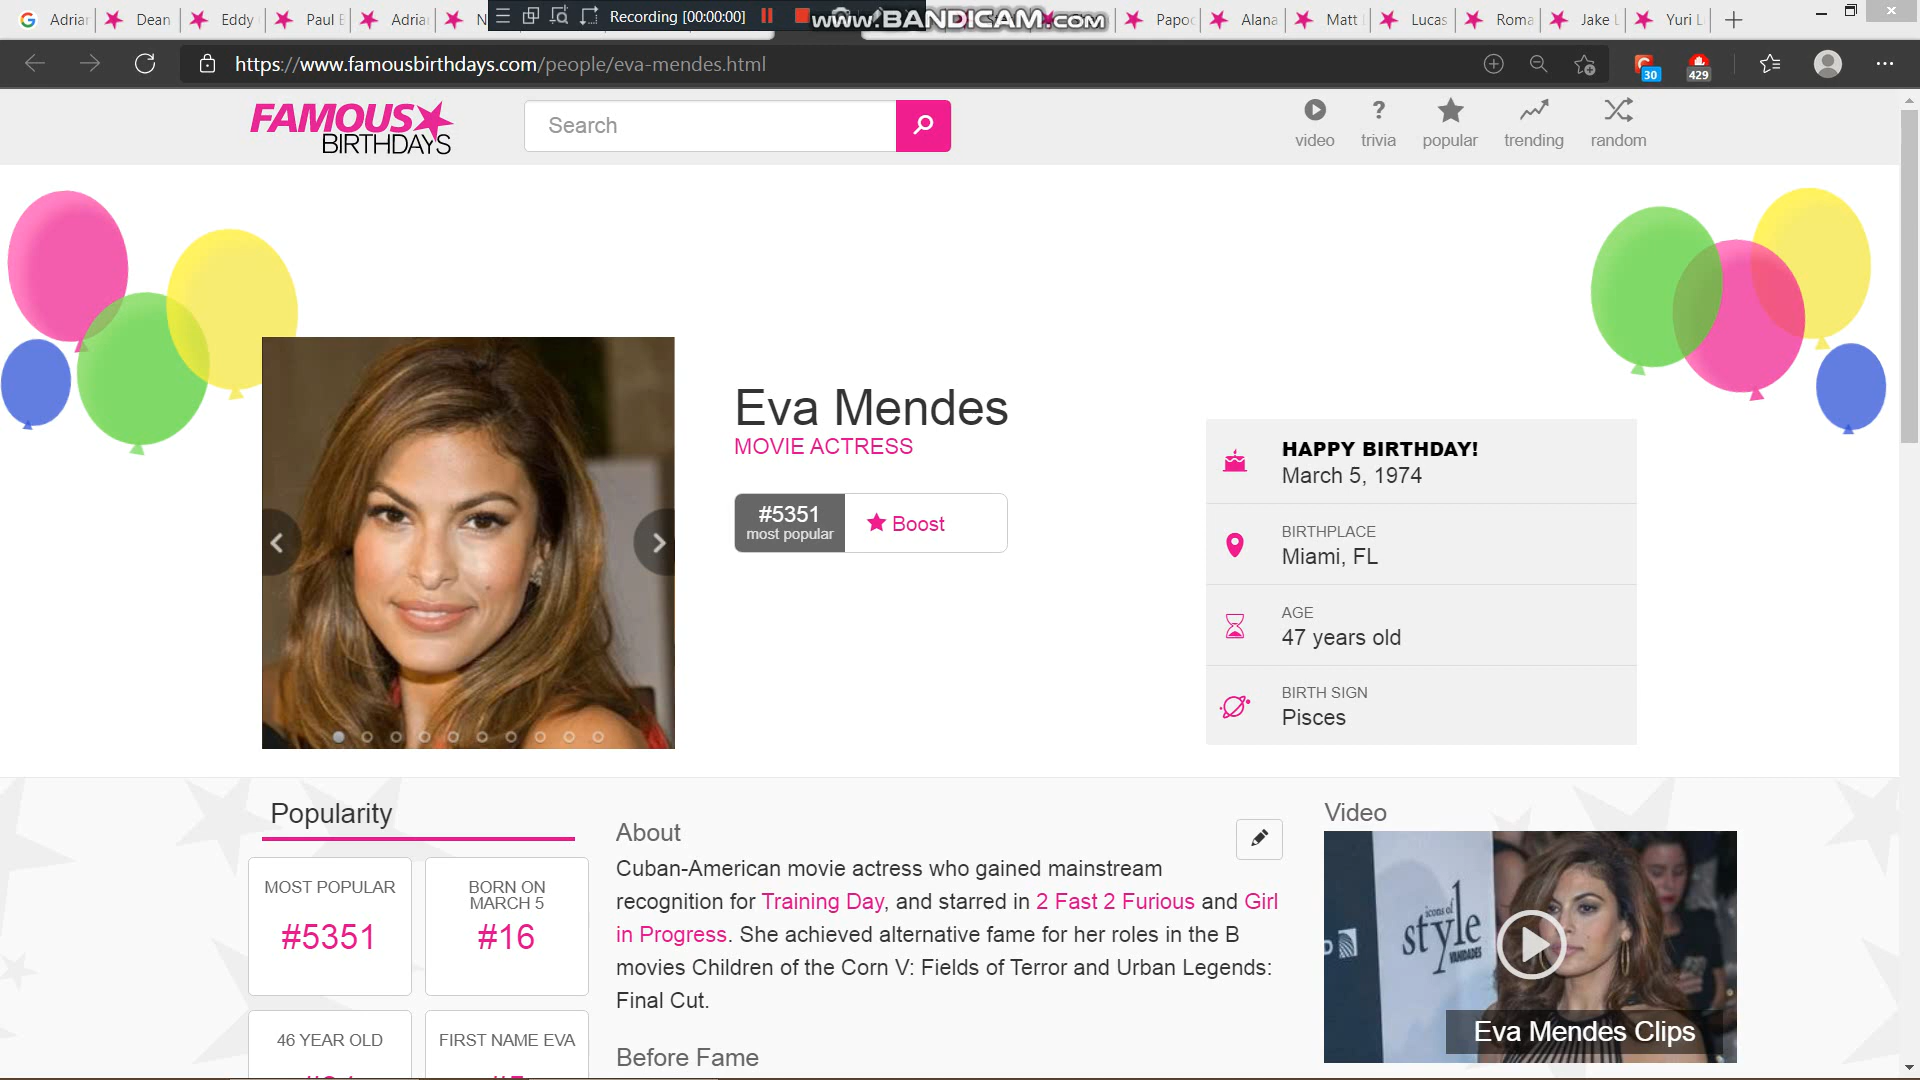 Adrian
Dean
Eddy
Paul
Adria
N
Recording [00:00:00]
www.BANDICAM.com
Papo
Alana
Matt
Lucas
Roma
Jake
Yuri L
https://www.famousbirthdays.com/people/eva-mendes.html
30
429
FAMOUS
BIRTHDAYS
Search
video
? trivia
popular
trending
random
Eva Mendes
MOVIE ACTRESS
#5351
most popular
Boost
HAPPY BIRTHDAY!
March 5, 1974
BIRTHPLACE
Miami, FL
AGE
47 years old
BIRTH SIGN
Pisces
Popularity
MOST POPULAR
#5351
BORN ON
MARCH 5
#16
46 YEAR OLD
FIRST NAME EVA
About
Cuban-American movie actress who gained mainstream
recognition for Training Day, and starred in 2 Fast 2 Furious and Girl
in Progress. She achieved alternative fame for her roles in the B
movies Children of the Corn V: Fields of Terror and Urban Legends:
Final Cut.
Before Fame
Video
icons of
style
Eva Mendes Clips